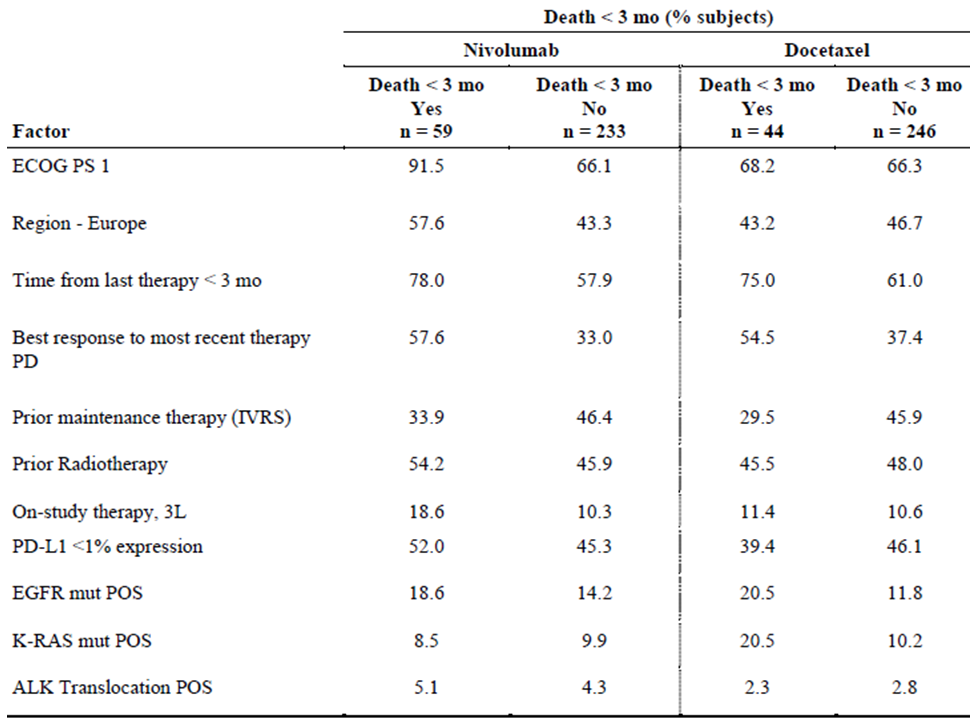 Death < 3 mo (% subjects)
Nivolumab Docetaxel
Death < 3 mo Death < 3 mo Death < 3 mo Death < 3 mo
Yes No Yes No
Factor n = 59 n = 233 n = 44 n = 246
ECOG PS 1 91.5 66.1 68.2 66.3
Region - Europe 57.6 43.3 43.2 46.7
Time from last therapy < 3 mo 78.0 57.9 75.0 61.0
Best response to most recent therapy 57.6 33.0 54.5 37.4
PD
Prior maintenance therapy (IVRS) 33.9 46.4 29.5 45.9
Prior Radiotherapy 54.2 45.9 45.5 48.0
On-study therapy, 3L 18.6 10.3 11.4 10.6
PD-L1 <1% expression 52.0 45.3 39.4 46.1
EGFR mut POS 18.6 14.2 20.5 11.8
K-RAS mut POS 8.5 9.9 20.5 10.2
ALK Translocation POS 5.1 4.3 2.3 2.8